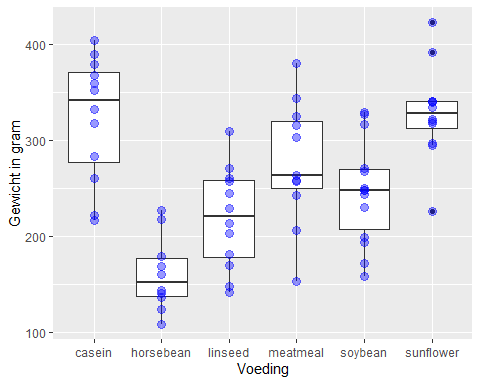 400
300
200
100
Gewicht in gram
casein horsebean linseed meatmeal soybean sunflower
Voeding